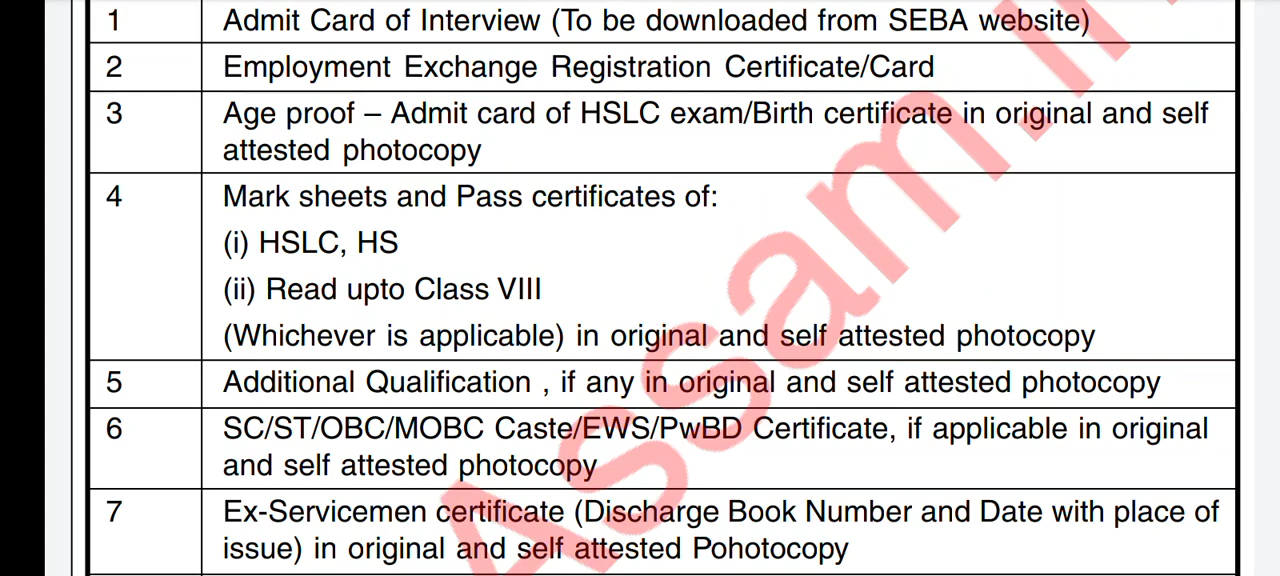 1 Admit Card of Interview (To be downloaded from SEBA website)
2 Employment Exchange Registration Certificate/Card
3 Age proof – Admit card of HSLC exam/Birth certificate in original and self
attested photocopy
4 Mark sheets and Pass certificates of:
(i) HSLC, HS
(ii) Read upto Class VIII
(Whichever is applicable) in original and self attested photocopy
5 Additional Qualification , if any in original and self attested photocopy
6 SC/ST/OBC/MOBC Caste/EWS/PwBD Certificate, if applicable in original
and self attested photocopy
7 Ex-Servicemen certificate (Discharge Book Number and Date with place of
issue) in original and self attested Pohotocopy
Assam.in